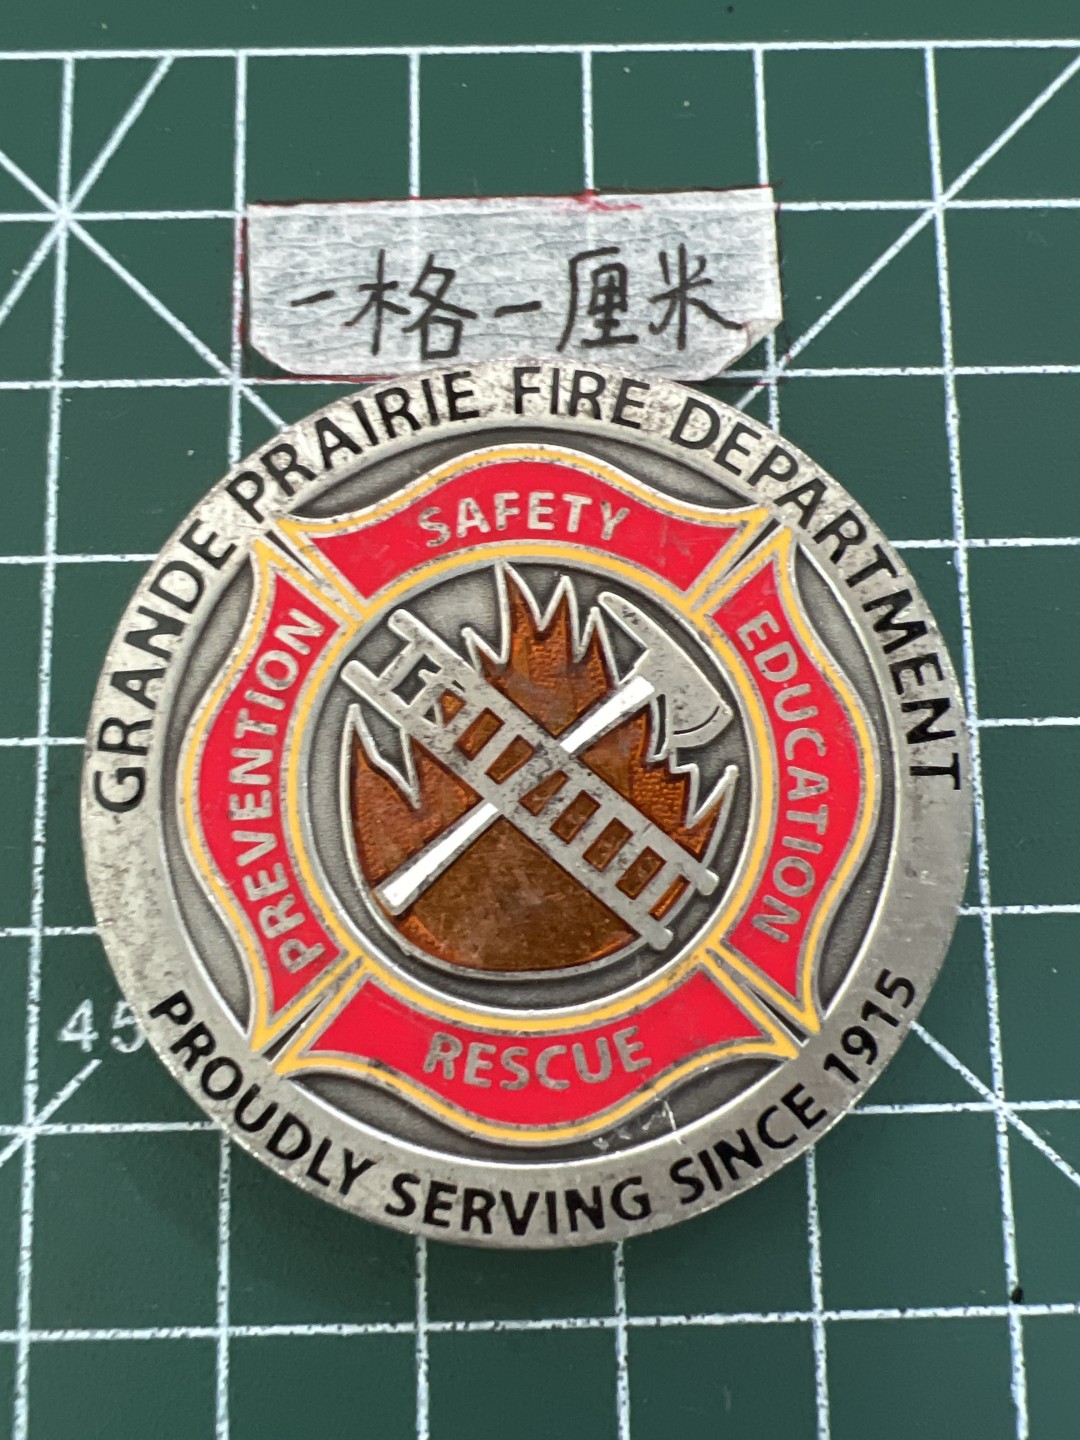 一格一厘米
GRANDE PRAIRIE FIRE DEPARTMENT
SAFETY
PREVENTION
EDUCATION
RESCUE
PROUDLY SERVING SINCE 1915
45